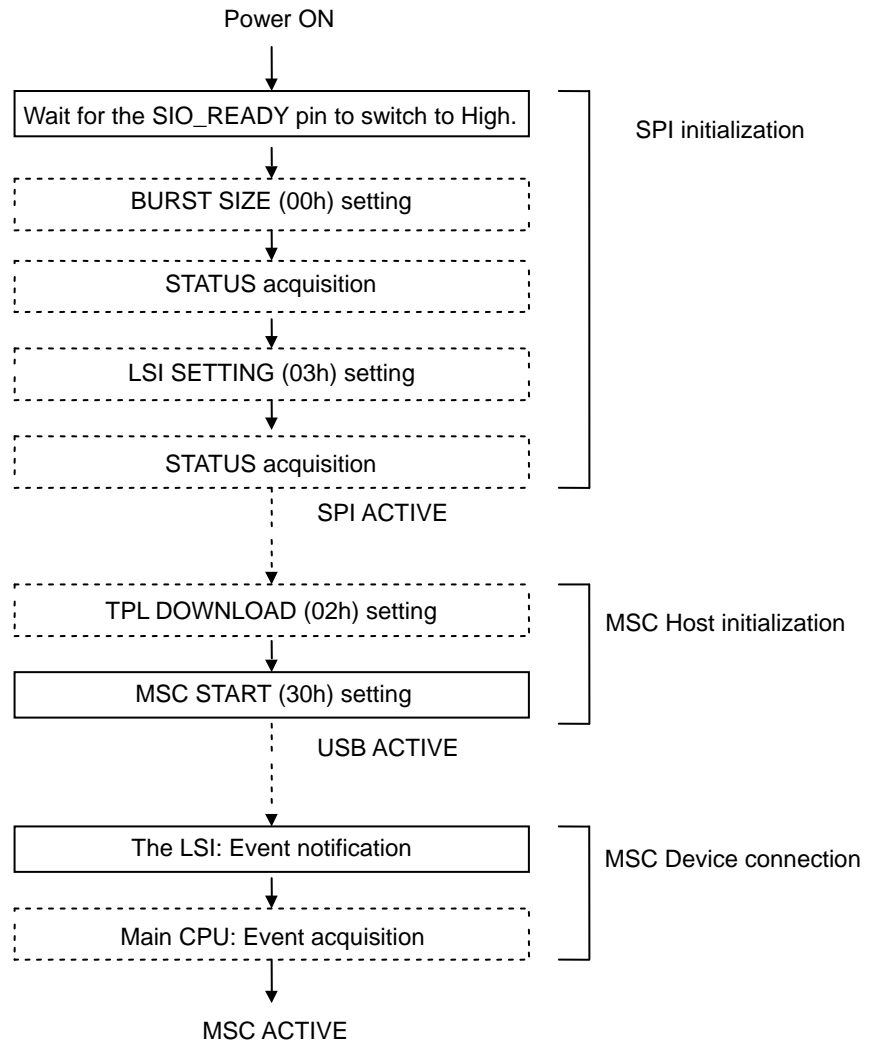 Power ON
Wait for the SIO_READY pin to switch to High.
SPI initialization
BURST SIZE (00h) setting
STATUS acquisition
LSI SETTING (03h) setting
STATUS acquisition
SPI ACTIVE
TPL DOWNLOAD (02h) setting
MSC Host initialization
MSC START (30h) setting
USB ACTIVE
The LSI: Event notification
MSC Device connection
Main CPU: Event acquisition
MSC ACTIVE